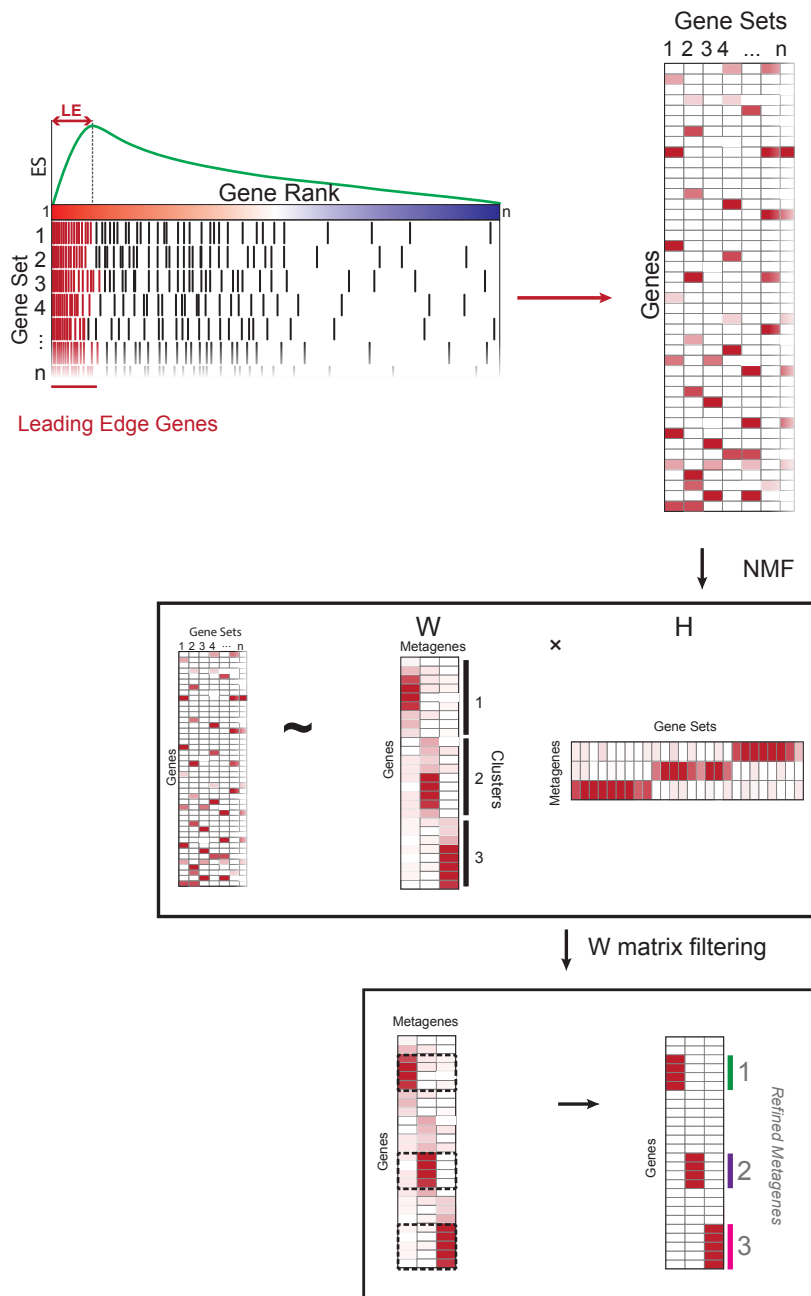 Gene Sets
1 2 3 4 ... n
LE
ES
Gene Rank
1
n
Gene Set
1
2
3
4
...
n
Genes
Leading Edge Genes
NMF
W
H
Gene Sets
1 2 3 4 ... n
Metagenes
×
Genes
~
Genes
1
2
3
Clusters
Gene Sets
Metagenes
W matrix filtering
Metagenes
Genes
Genes
1
2
3
Refined Metagenes